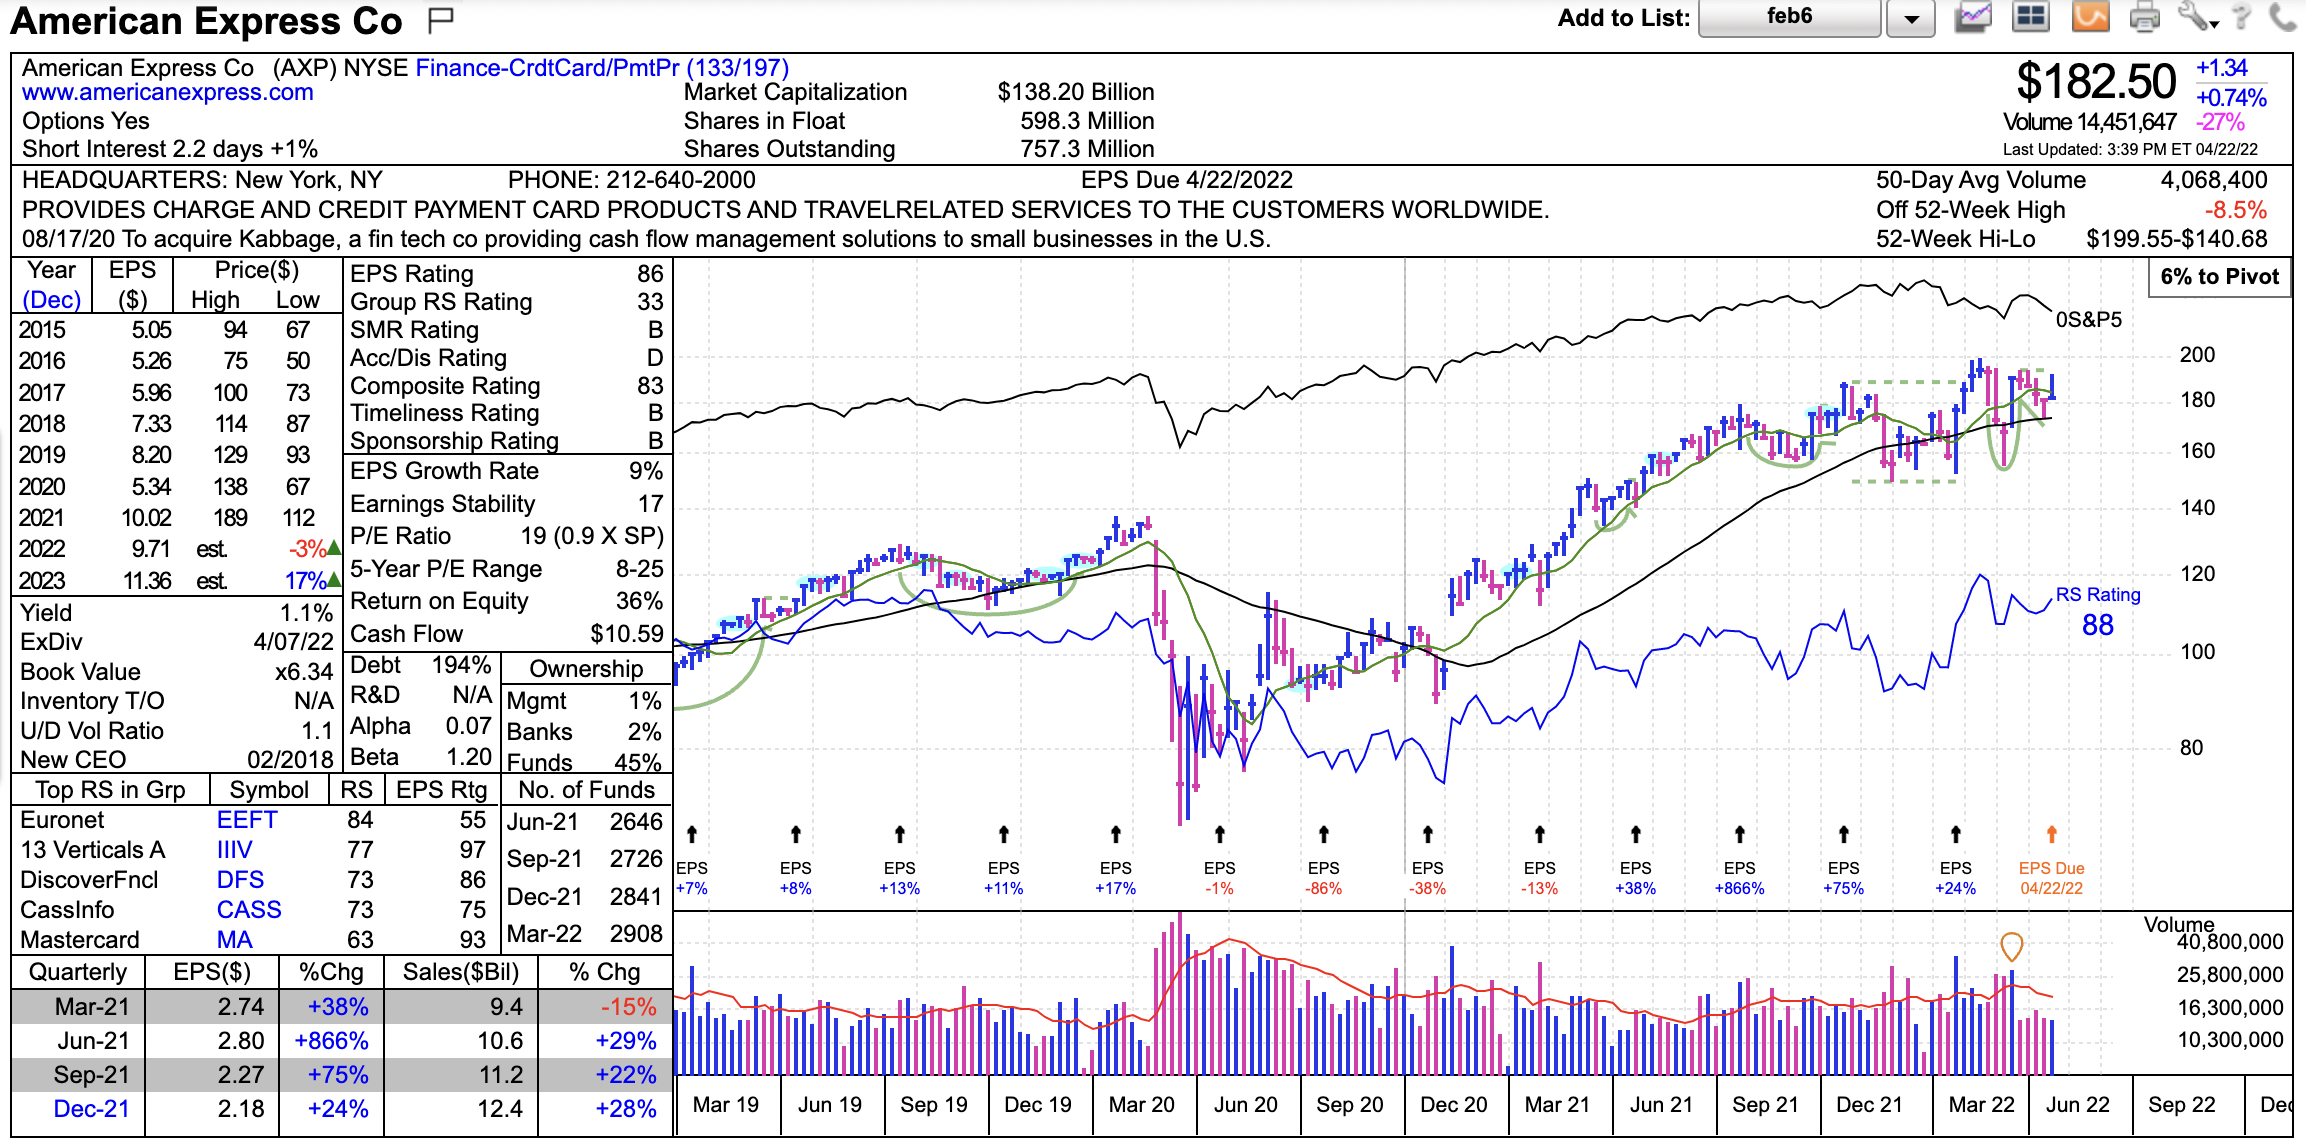 American Express Co
Add to List: feb6
American Express Co (AXP) NYSE Finance-CrdtCard/PmtPr (133/197)
www.americanexpress.com
Options Yes
Short Interest 2.2 days +1%
Market Capitalization $138.20 Billion
Shares in Float 598.3 Million
Shares Outstanding 757.3 Million
$182.50 +1.34
+0.74%
Volume 14,451,647 -27%
Last Updated: 3:39 PM ET 04/22/22
HEADQUARTERS: New York, NY PHONE: 212-640-2000 EPS Due 4/22/2022
PROVIDES CHARGE AND CREDIT PAYMENT CARD PRODUCTS AND TRAVELRELATED SERVICES TO THE CUSTOMERS WORLDWIDE.
08/17/20 To acquire Kabbage, a fin tech co providing cash flow management solutions to small businesses in the U.S.
50-Day Avg Volume 4,068,400
Off 52-Week High -8.5%
52-Week Hi-Lo $199.55-$140.68
Year EPS Price($)
(Dec) ($) High Low
2015 5.05 94 67
2016 5.26 75 50
2017 5.96 100 73
2018 7.33 114 87
2019 8.20 129 93
2020 5.34 138 67
2021 10.02 189 112
2022 9.71 est. -3%
2023 11.36 est. 17%
Yield 1.1%
ExDiv 4/07/22
Book Value x6.34
Inventory T/O N/A
U/D Vol Ratio 1.1
New CEO 02/2018
EPS Rating 86
Group RS Rating 33
SMR Rating B
Acc/Dis Rating D
Composite Rating 83
Timeliness Rating B
Sponsorship Rating B
EPS Growth Rate 9%
Earnings Stability 17
P/E Ratio 19 (0.9 X SP)
5-Year P/E Range 8-25
Return on Equity 36%
Cash Flow $10.59
Debt 194%
R&D N/A
Alpha 0.07
Beta 1.20
Ownership
Mgmt 1%
Banks 2%
Funds 45%
Top RS in Grp Symbol RS EPS Rtg
Euronet EEFT 84 55
13 Verticals A IIIV 77 97
DiscoverFncl DFS 73 86
CassInfo CASS 73 75
Mastercard MA 63 93
No. of Funds
Jun-21 2646
Sep-21 2726
Dec-21 2841
Mar-22 2908
Quarterly EPS($) %Chg Sales($Bil) % Chg
Mar-21 2.74 +38% 9.4 -15%
Jun-21 2.80 +866% 10.6 +29%
Sep-21 2.27 +75% 11.2 +22%
Dec-21 2.18 +24% 12.4 +28%
6% to Pivot
0S&P5
200
180
160
140
120
RS Rating
88
100
80
EPS EPS EPS EPS EPS EPS EPS EPS EPS EPS EPS EPS EPS EPS Due
+7% +8% +13% +11% +17% -1% -86% -38% -13% +38% +866% +75% +24% 04/22/22
Volume
40,800,000
25,800,000
16,300,000
10,300,000
Mar 19 Jun 19 Sep 19 Dec 19 Mar 20 Jun 20 Sep 20 Dec 20 Mar 21 Jun 21 Sep 21 Dec 21 Mar 22 Jun 22 Sep 22 Dec